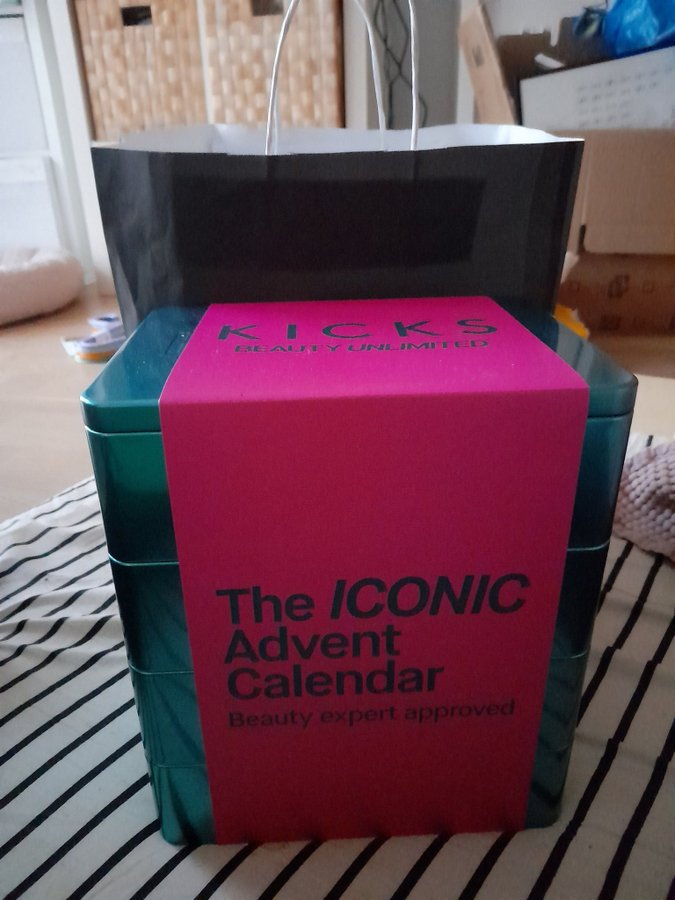 KICKS
BEAUTY UNLIMITED
The ICONIC
Advent
Calendar
Beauty expert approved